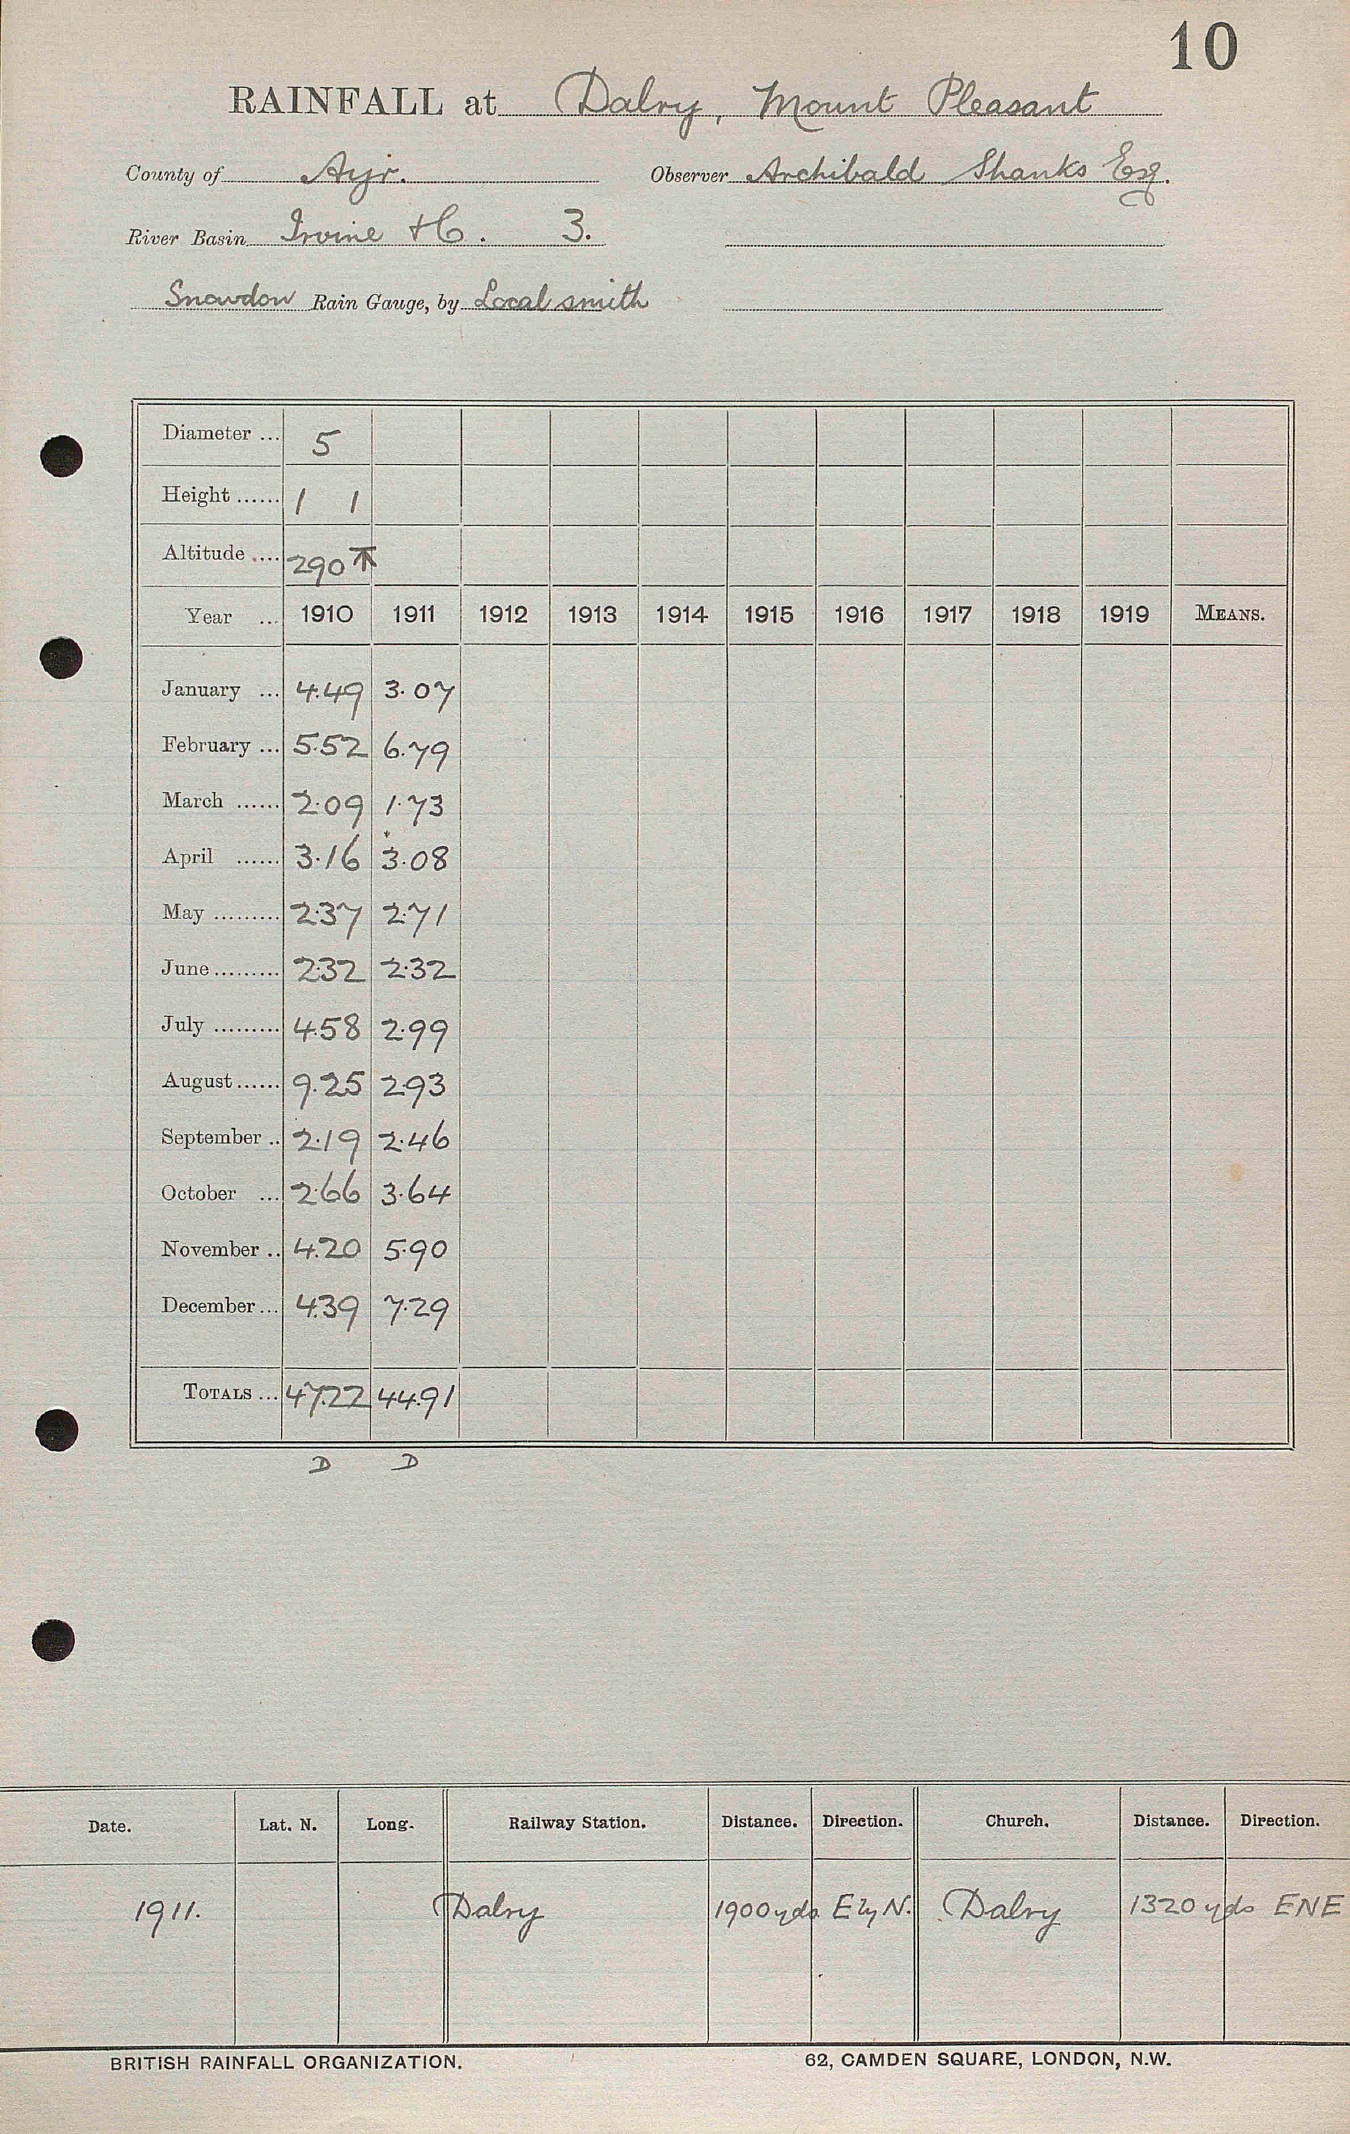 10
RAINFALL at Dalry, Mount Pleasant
County of Ayr. Observer Archibald Shanks Esq.
River Basin Irvine &C. 3.
Snowdon Rain Gauge, by Local smith
Diameter ... 5
Height ...... 1 1
Altitude .... 290
Year ... 1910 1911 1912 1913 1914 1915 1916 1917 1918 1919 MEANS.
January ... 4.49 3.07
February ... 5.52 6.79
March ...... 2.09 1.73
April ...... 3.16 3.08
May ......... 2.37 2.71
June ......... 2.32 2.32
July ......... 4.58 2.99
August ...... 9.25 2.93
September .. 2.19 2.46
October ... 2.66 3.64
November .. 4.20 5.90
December ... 4.39 7.29
TOTALS ... 47.22 44.91
D D
Date. Lat. N. Long. Railway Station. Distance. Direction. Church. Distance. Direction.
1911. Dalry 1900 yds E by N. Dalry 1320 yds ENE
BRITISH RAINFALL ORGANIZATION. 62, CAMDEN SQUARE, LONDON, N.W.